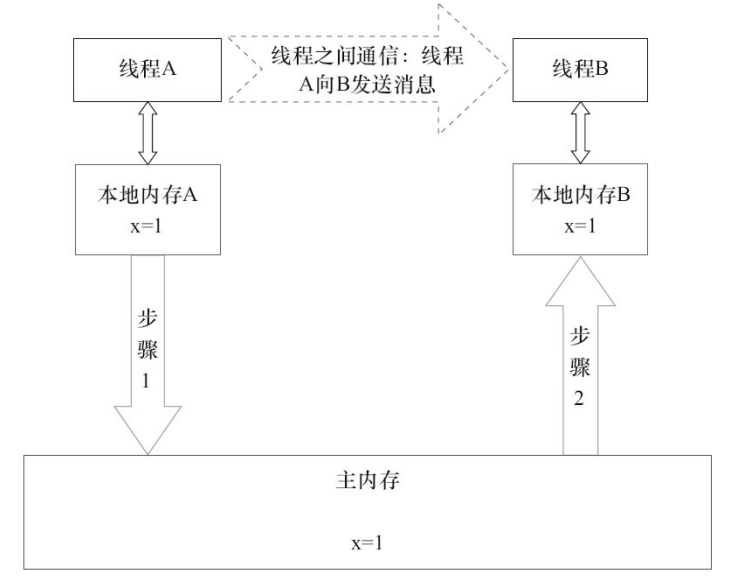 线程A
线程之间通信：线程
A向B发送消息
线程B
本地内存A
x=1
本地内存B
x=1
步
骤
1
步
骤
2
主内存
x=1